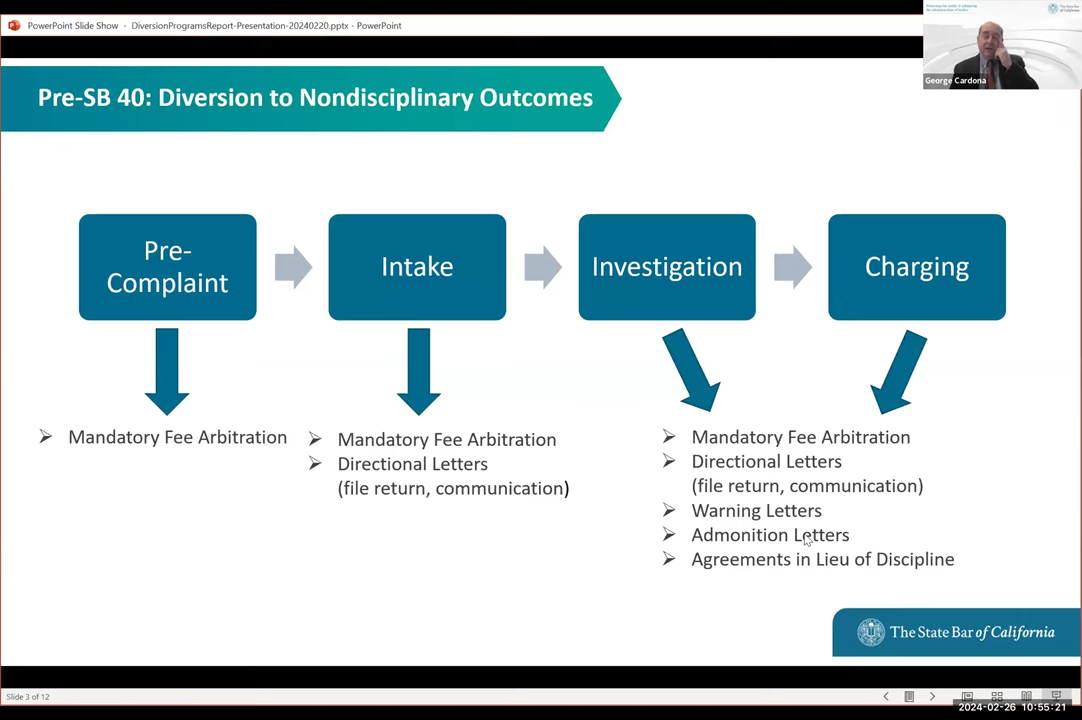 PowerPoint Slide Show - DiversionProgramsReport-Presentation-20240220.pptx - PowerPoint
George Cardona
Pre-SB 40: Diversion to Nondisciplinary Outcomes
Pre-
Complaint
Intake
Investigation
Charging
➢ Mandatory Fee Arbitration
➢ Mandatory Fee Arbitration
➢ Directional Letters
(file return, communication)
➢ Mandatory Fee Arbitration
➢ Directional Letters
(file return, communication)
➢ Warning Letters
➢ Admonition Letters
➢ Agreements in Lieu of Discipline
The State Bar of California
Slide 3 of 12
2024-02-26 10:55:21